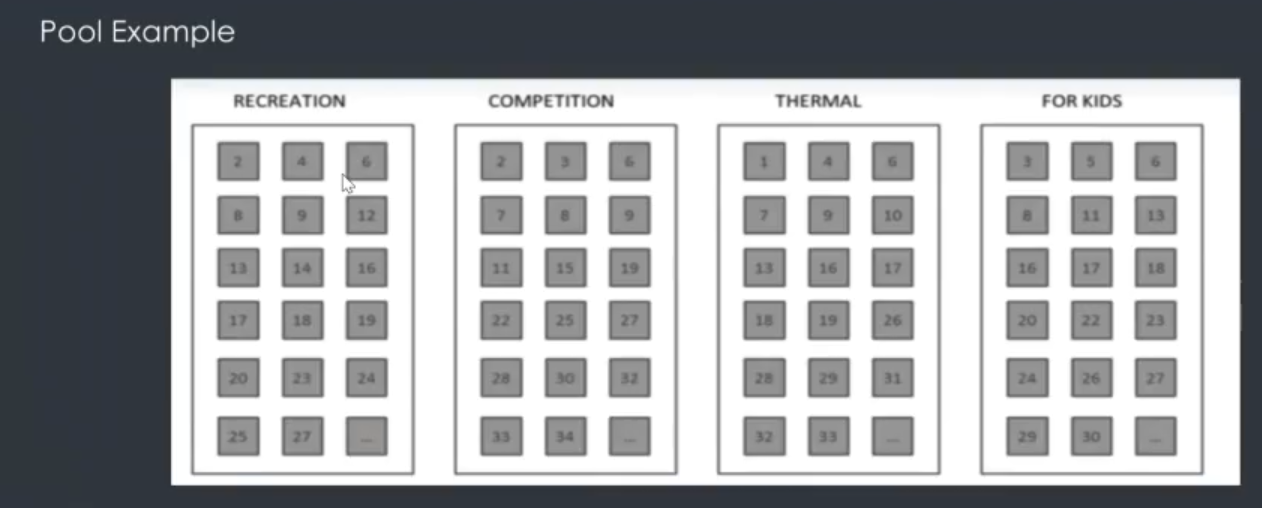 Pool Example
RECREATION COMPETITION THERMAL FOR KIDS
2 4 6 2 3 6 1 4 6 3 5 6
8 9 12 7 8 9 7 9 10 8 11 13
13 14 16 11 15 19 13 16 17 16 17 18
17 18 19 22 25 27 18 19 26 20 22 23
20 23 24 28 30 32 28 29 31 24 26 27
25 27 ... 33 34 ... 32 33 ... 29 30 ...